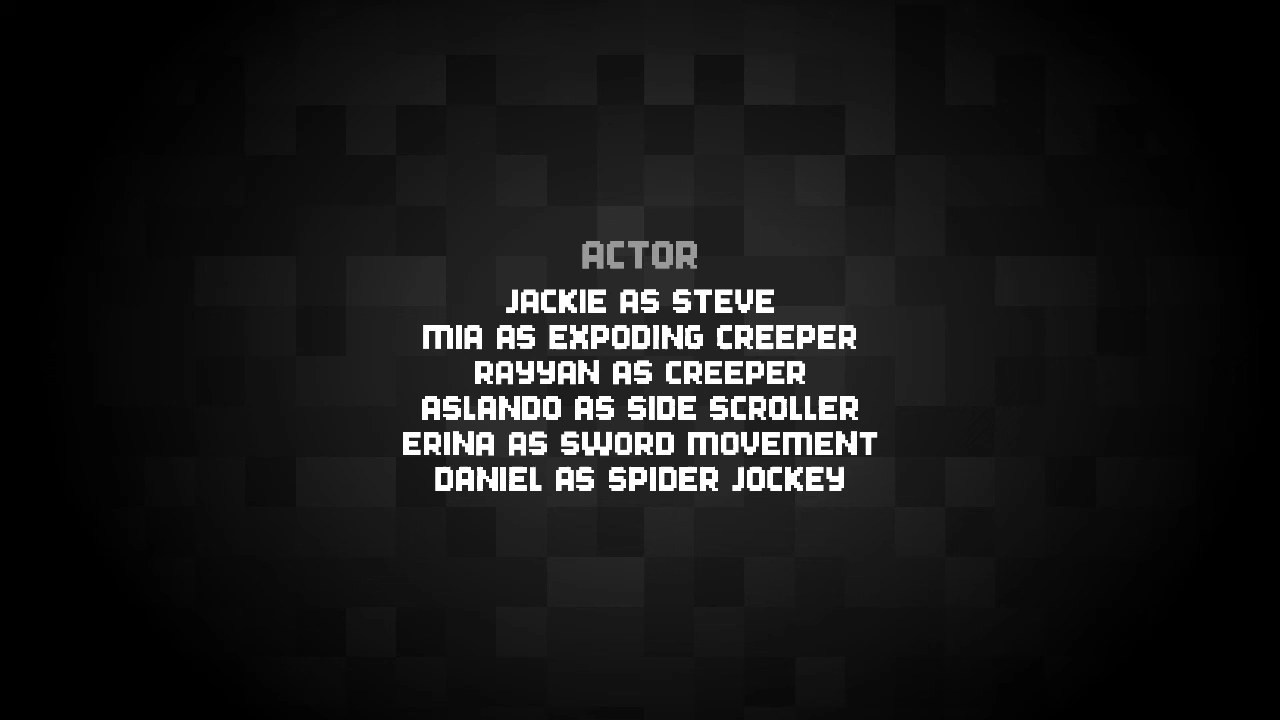 ACTOR
JACKIE AS STEVE
MIA AS EXPODING CREEPER
RAYYAN AS CREEPER
ASLANDO AS SIDE SCROLLER
ERINA AS SWORD MOVEMENT
DANIEL AS SPIDER JOCKEY